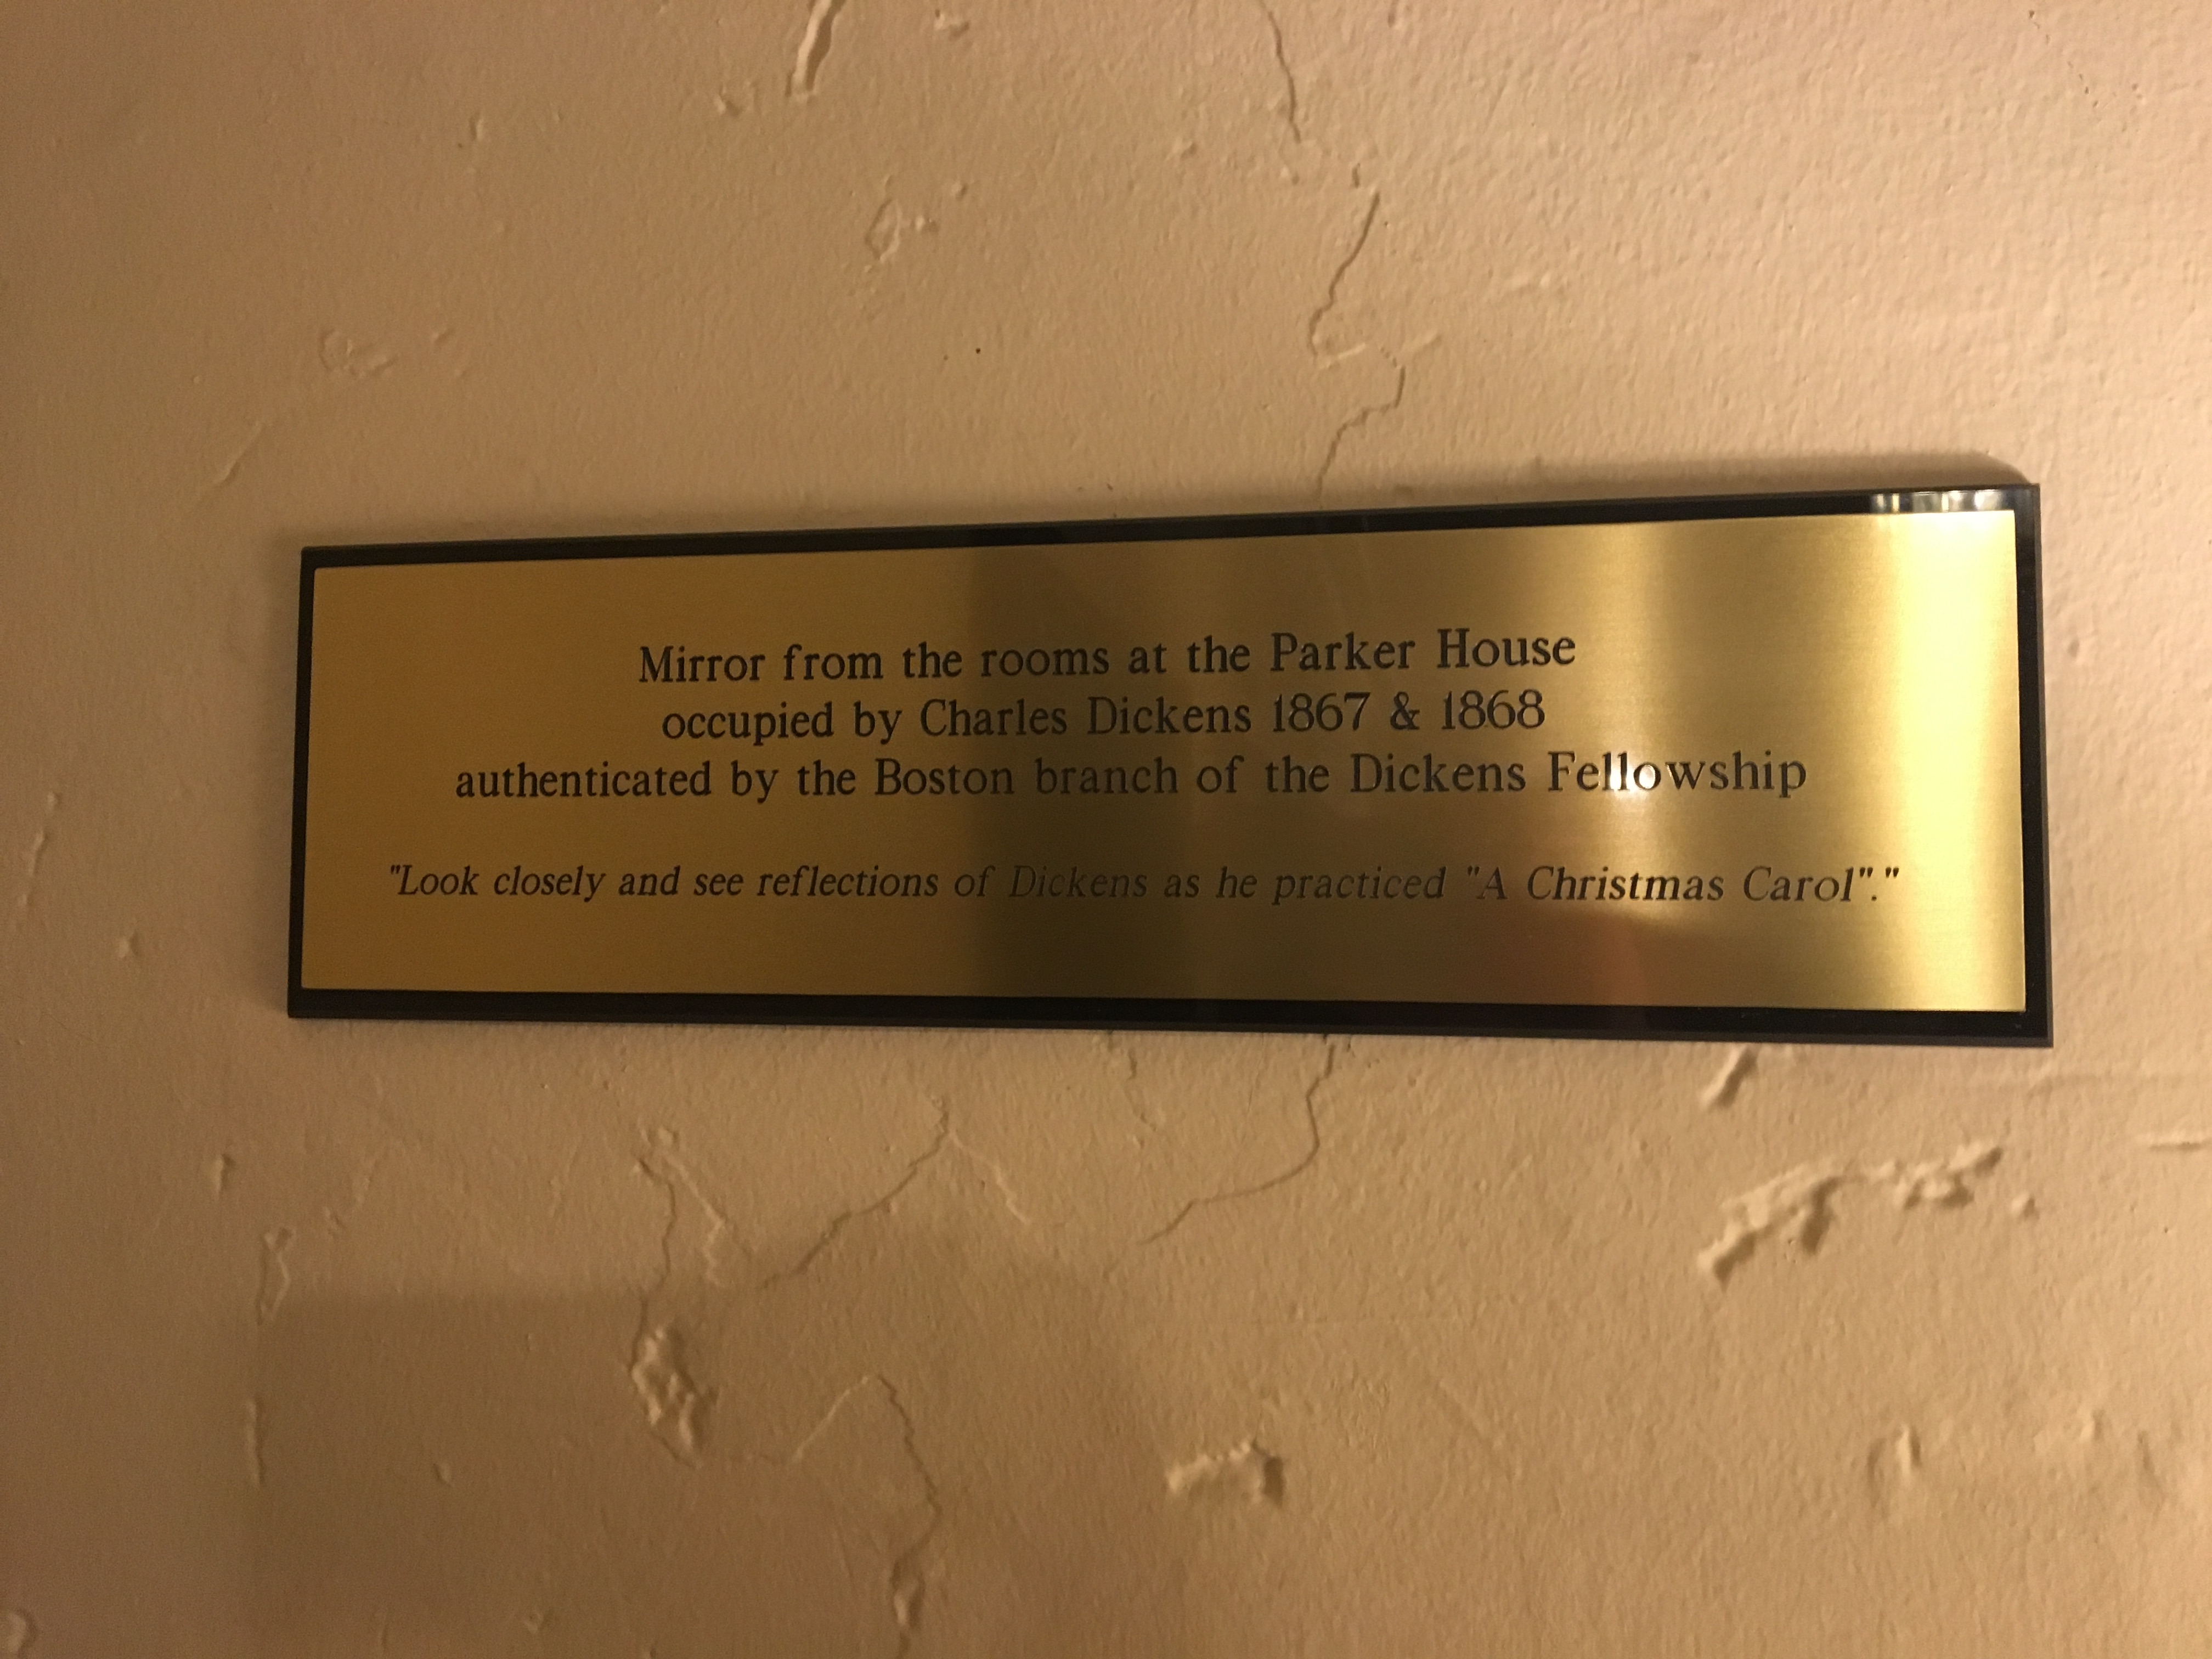 Mirror from the rooms at the Parker House
occupied by Charles Dickens 1867 & 1868
authenticated by the Boston branch of the Dickens Fellowship
"Look closely and see reflections of Dickens as he practiced "A Christmas Carol"."